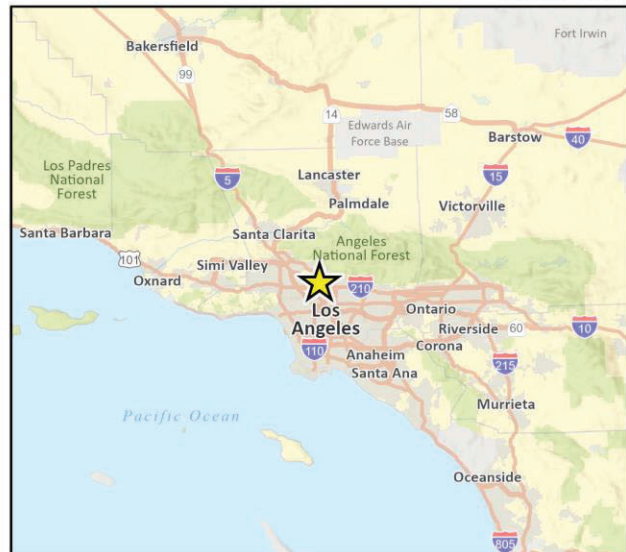 Bakersfield
Fort Irwin
99
14
58
Edwards Air
Force Base
Barstow
40
Los Padres
National
Forest
5
Lancaster
15
Palmdale
Victorville
Santa Barbara
Santa Clarita
Angeles
National Forest
101
Simi Valley
Oxnard
210
Los
Angeles
Ontario
Riverside
60
10
110
Anaheim
Corona
215
Santa Ana
Murrieta
Pacific Ocean
Oceanside
805